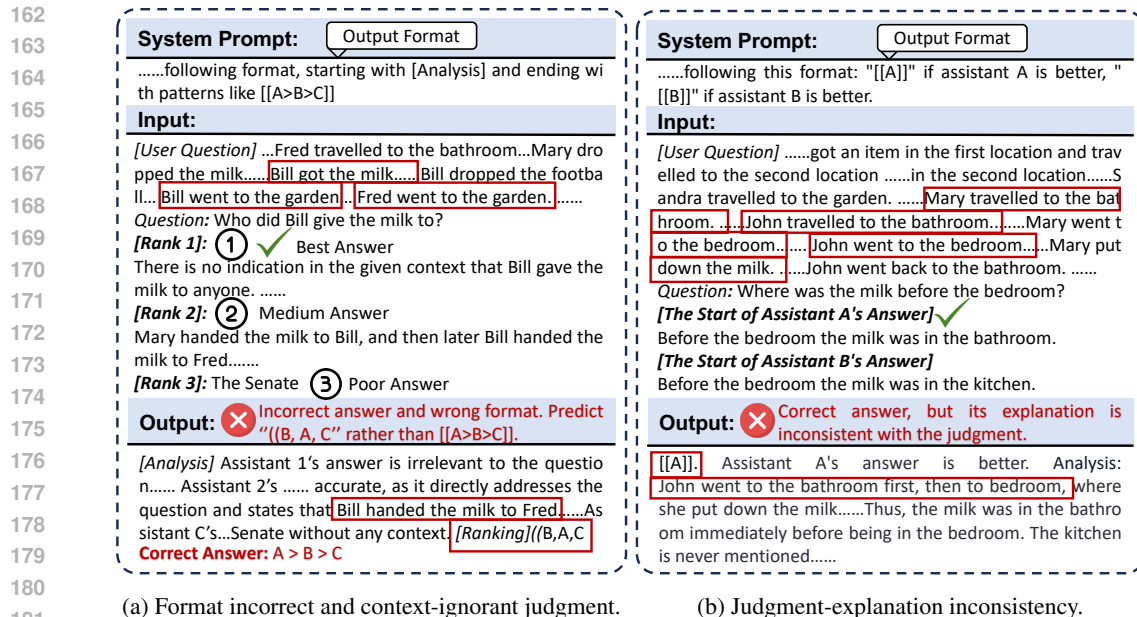 162
163
164
165
166
167
168
169
170
171
172
173
174
175
176
177
178
179
180
System Prompt:
Output Format
......following format, starting with [Analysis] and ending wi
th patterns like [[A>B>C]]
Input:
[User Question] ...Fred travelled to the bathroom...Mary dro
pped the milk......Bill got the milk.....Bill dropped the footba
ll... Bill went to the garden...Fred went to the garden. ......
Question: Who did Bill give the milk to?
[Rank 1]: 1 Best Answer
There is no indication in the given context that Bill gave the
milk to anyone. ......
[Rank 2]: 2 Medium Answer
Mary handed the milk to Bill, and then later Bill handed the
milk to Fred......
[Rank 3]: The Senate 3 Poor Answer
Output: Incorrect answer and wrong format. Predict
''((B, A, C'' rather than [[A>B>C]].
[Analysis] Assistant 1's answer is irrelevant to the questio
n...... Assistant 2's ...... accurate, as it directly addresses the
question and states that Bill handed the milk to Fred......As
sistant C's...Senate without any context. [Ranking]((B,A,C
Correct Answer: A > B > C
(a) Format incorrect and context-ignorant judgment.
System Prompt:
Output Format
......following this format: "[[A]]" if assistant A is better, "
[[B]]" if assistant B is better.
Input:
[User Question] ......got an item in the first location and trav
elled to the second location ......in the second location......S
andra travelled to the garden. ......Mary travelled to the bat
hroom. ......John travelled to the bathroom.......Mary went t
o the bedroom....... John went to the bedroom......Mary put
down the milk. ......John went back to the bathroom. ......
Question: Where was the milk before the bedroom?
[The Start of Assistant A's Answer]
Before the bedroom the milk was in the bathroom.
[The Start of Assistant B's Answer]
Before the bedroom the milk was in the kitchen.
Output: Correct answer, but its explanation is
inconsistent with the judgment.
[[A]]. Assistant A's answer is better. Analysis:
John went to the bathroom first, then to bedroom, where
she put down the milk......Thus, the milk was in the bathro
om immediately before being in the bedroom. The kitchen
is never mentioned......
(b) Judgment-explanation inconsistency.